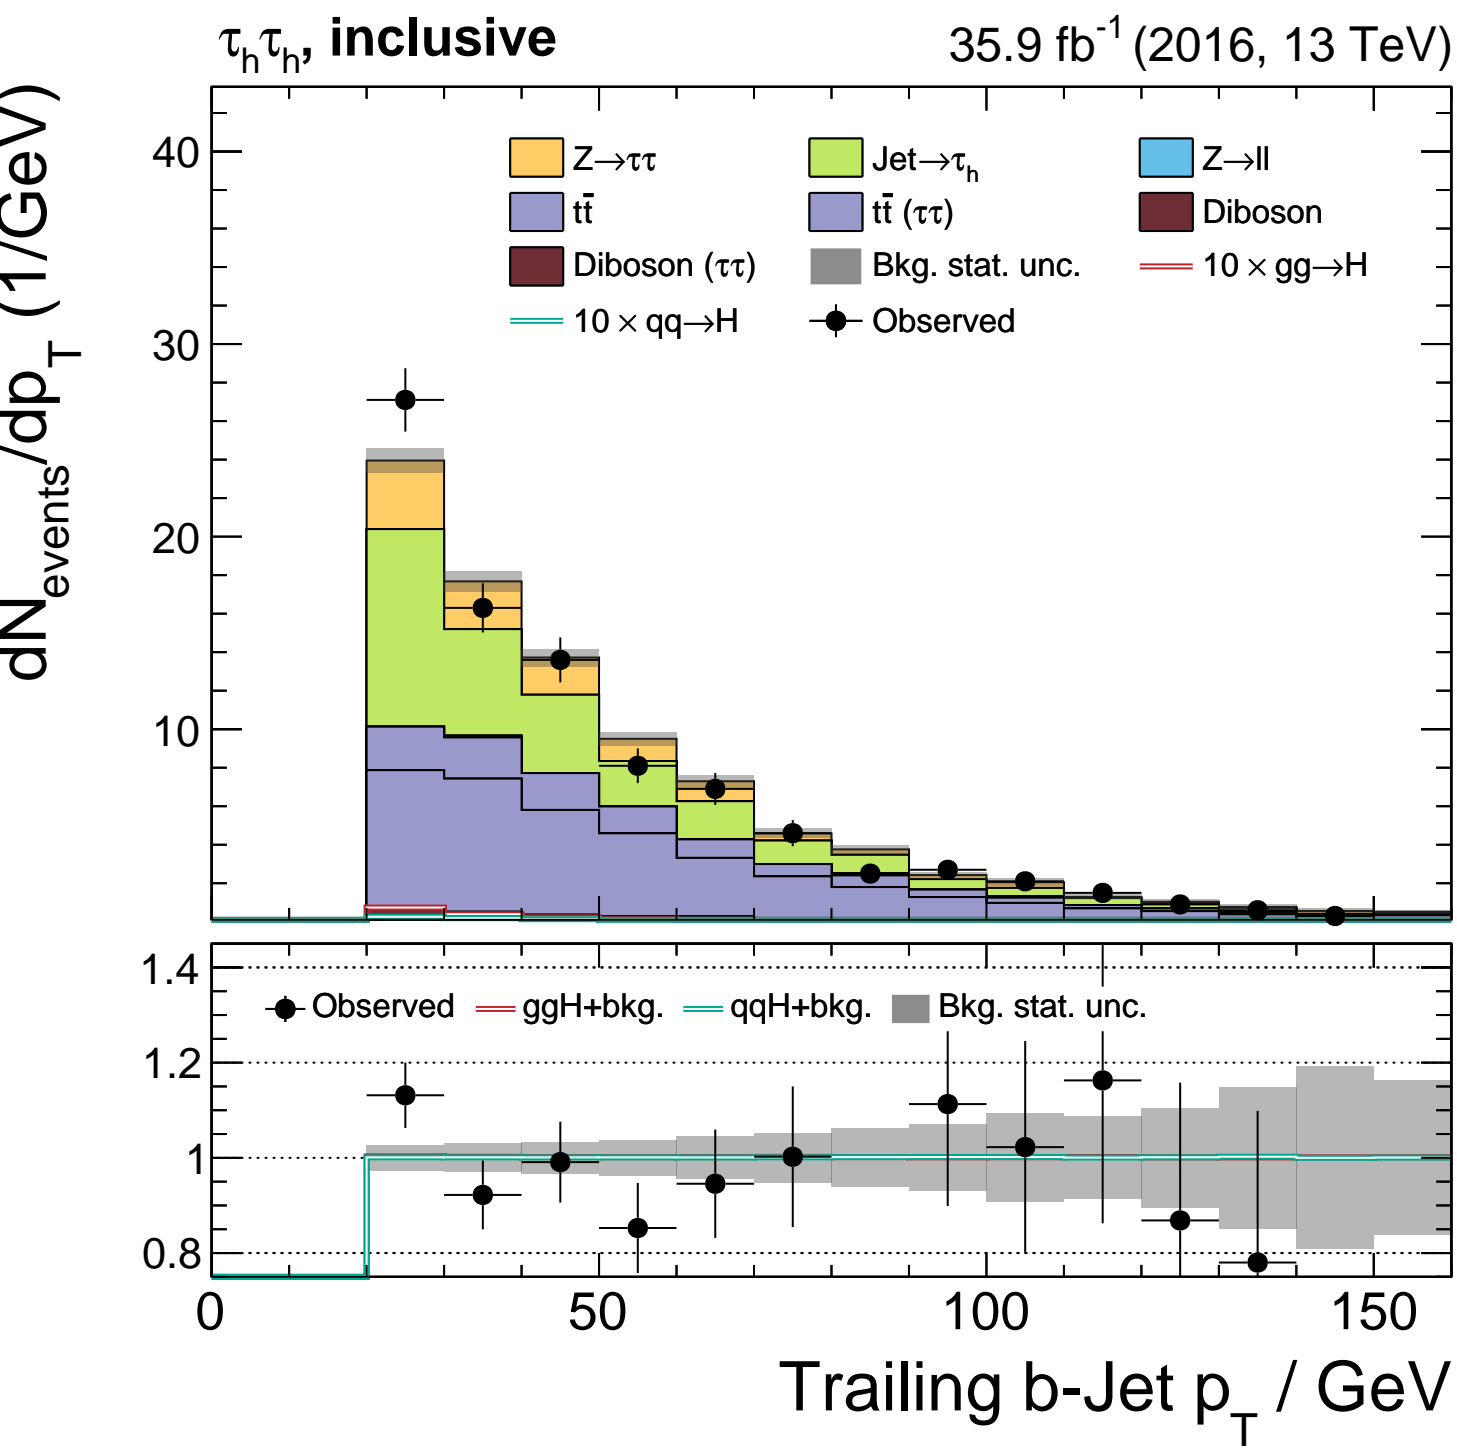 τhτh, inclusive
35.9 fb-1 (2016, 13 TeV)
dNevents/dpT (1/GeV)
40
30
20
10
Z→ττ
Jet→τh
Z→ll
tt̄
tt̄ (ττ)
Diboson
Diboson (ττ)
Bkg. stat. unc.
10 × gg→H
10 × qq→H
Observed
1.4
1.2
1
0.8
Observed
ggH+bkg.
qqH+bkg.
Bkg. stat. unc.
0
50
100
150
Trailing b-Jet pT / GeV